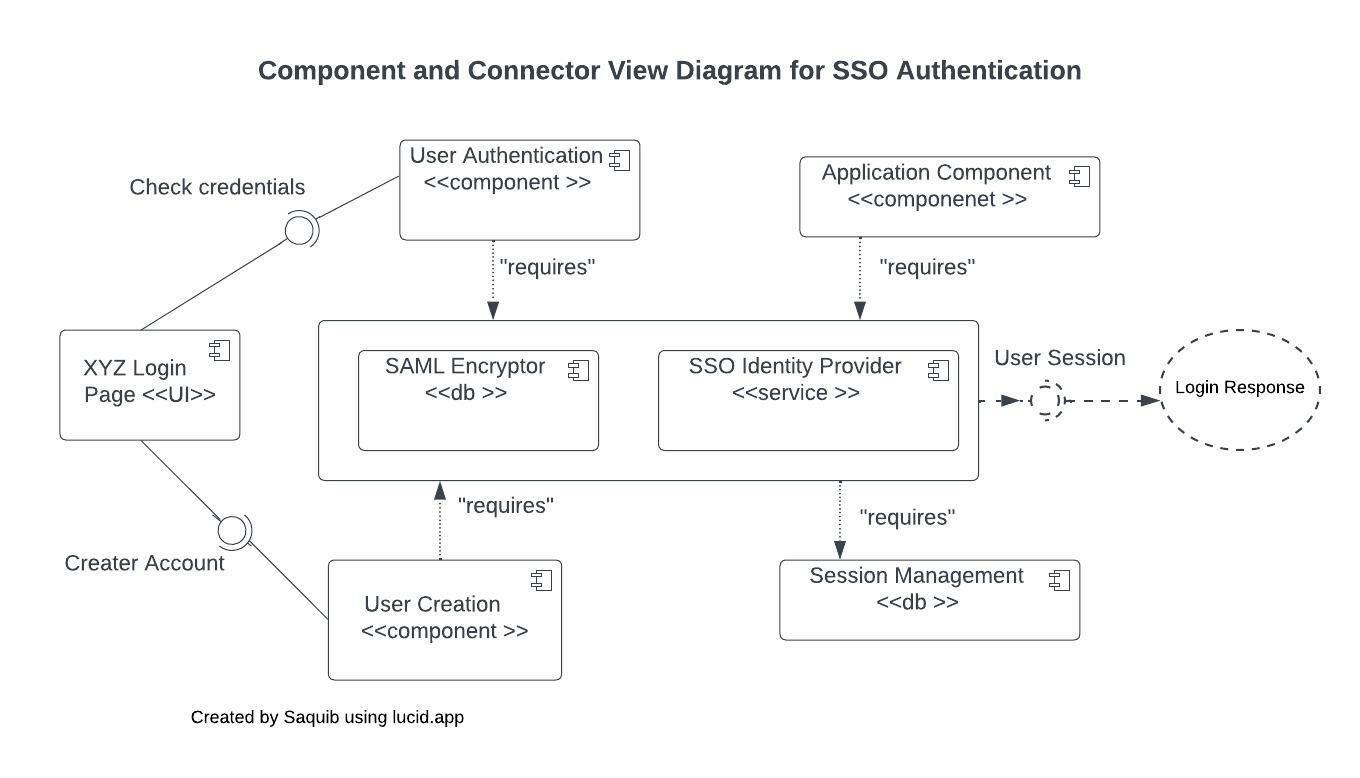 Component and Connector View Diagram for SSO Authentication
User Authentication
<<component >>
Application Component
<<componenet >>
Check credentials
"requires"
"requires"
XYZ Login
Page <<UI>>
SAML Encryptor
<<db >>
SSO Identity Provider
<<service >>
User Session
Login Response
"requires"
"requires"
Creater Account
User Creation
<<component >>
Session Management
<<db >>
Created by Saquib using lucid.app